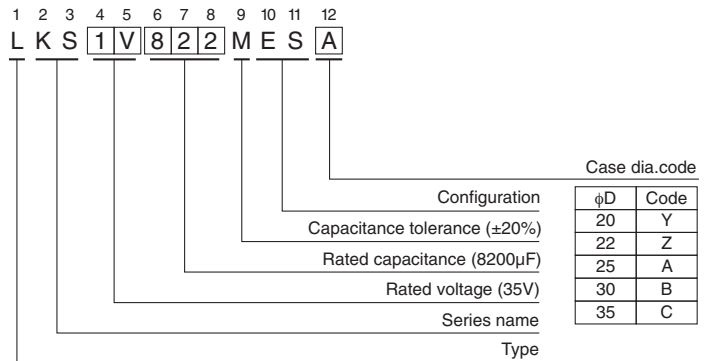 1 2 3 4 5 6 7 8 9 10 11 12
L K S 1 V 8 2 2 M E S A
Case dia.code
Configuration
Capacitance tolerance (±20%)
Rated capacitance (8200µF)
Rated voltage (35V)
Series name
Type
ϕD Code
20 Y
22 Z
25 A
30 B
35 C